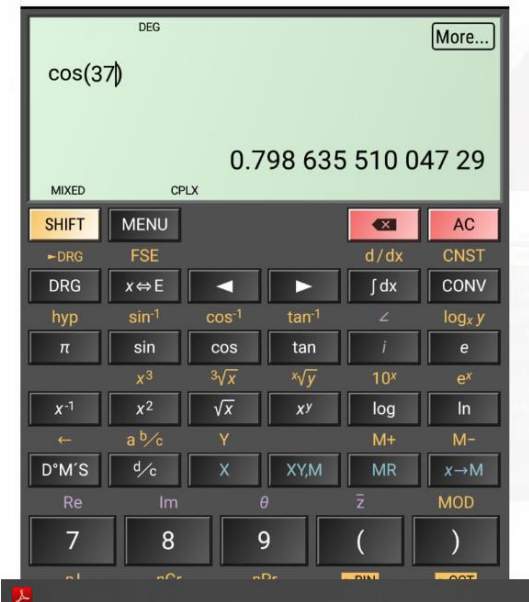 DEG
More...
cos(37)
0.798 635 510 047 29
MIXED CPLX
SHIFT MENU AC
►DRG FSE d/dx CNST
DRG x⇔E ◄ ► ∫dx CONV
hyp sin-1 cos-1 tan-1 ∠ logₓ y
π sin cos tan i e
x³ ³√x ˣ√y 10ˣ eˣ
x-1 x² √x xʸ log ln
← a b/c Y M+ M−
D°M´S d/c X XY,M MR x→M
Re Im θ z̅ MOD
7 8 9 ( )